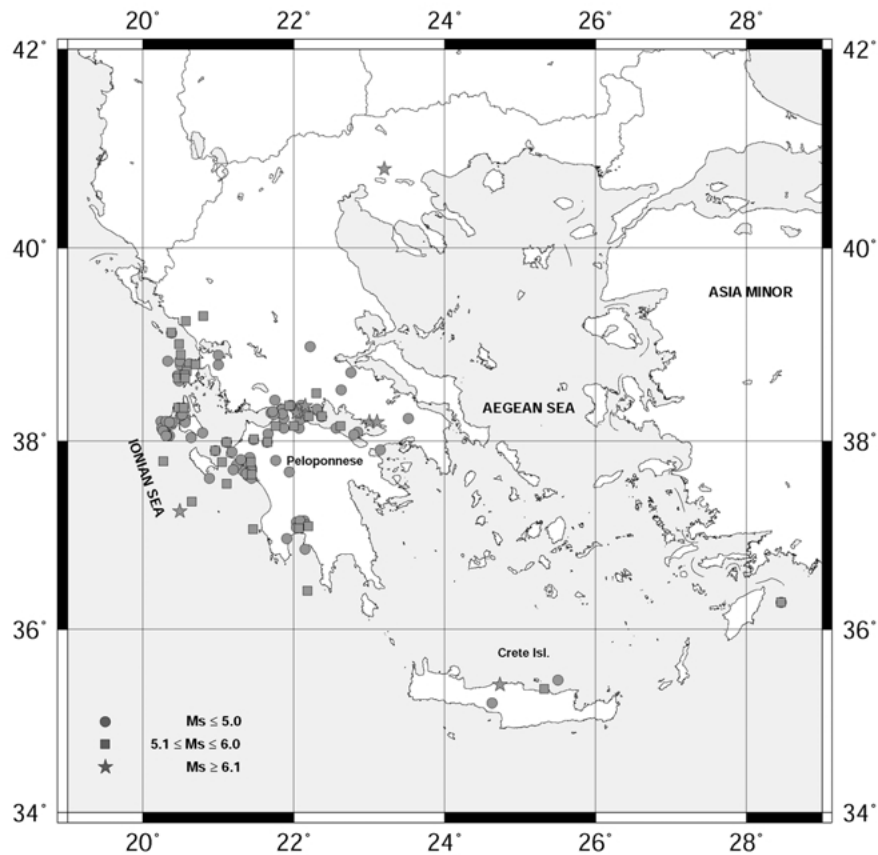 20° 22° 24° 26° 28°
42° 42°
40° 40°
ASIA MINOR
AEGEAN SEA
38° 38°
IONIAN SEA
Peloponnese
36° 36°
Crete Isl.
Ms ≤ 5.0
5.1 ≤ Ms ≤ 6.0
Ms ≥ 6.1
34° 34°
20° 22° 24° 26° 28°